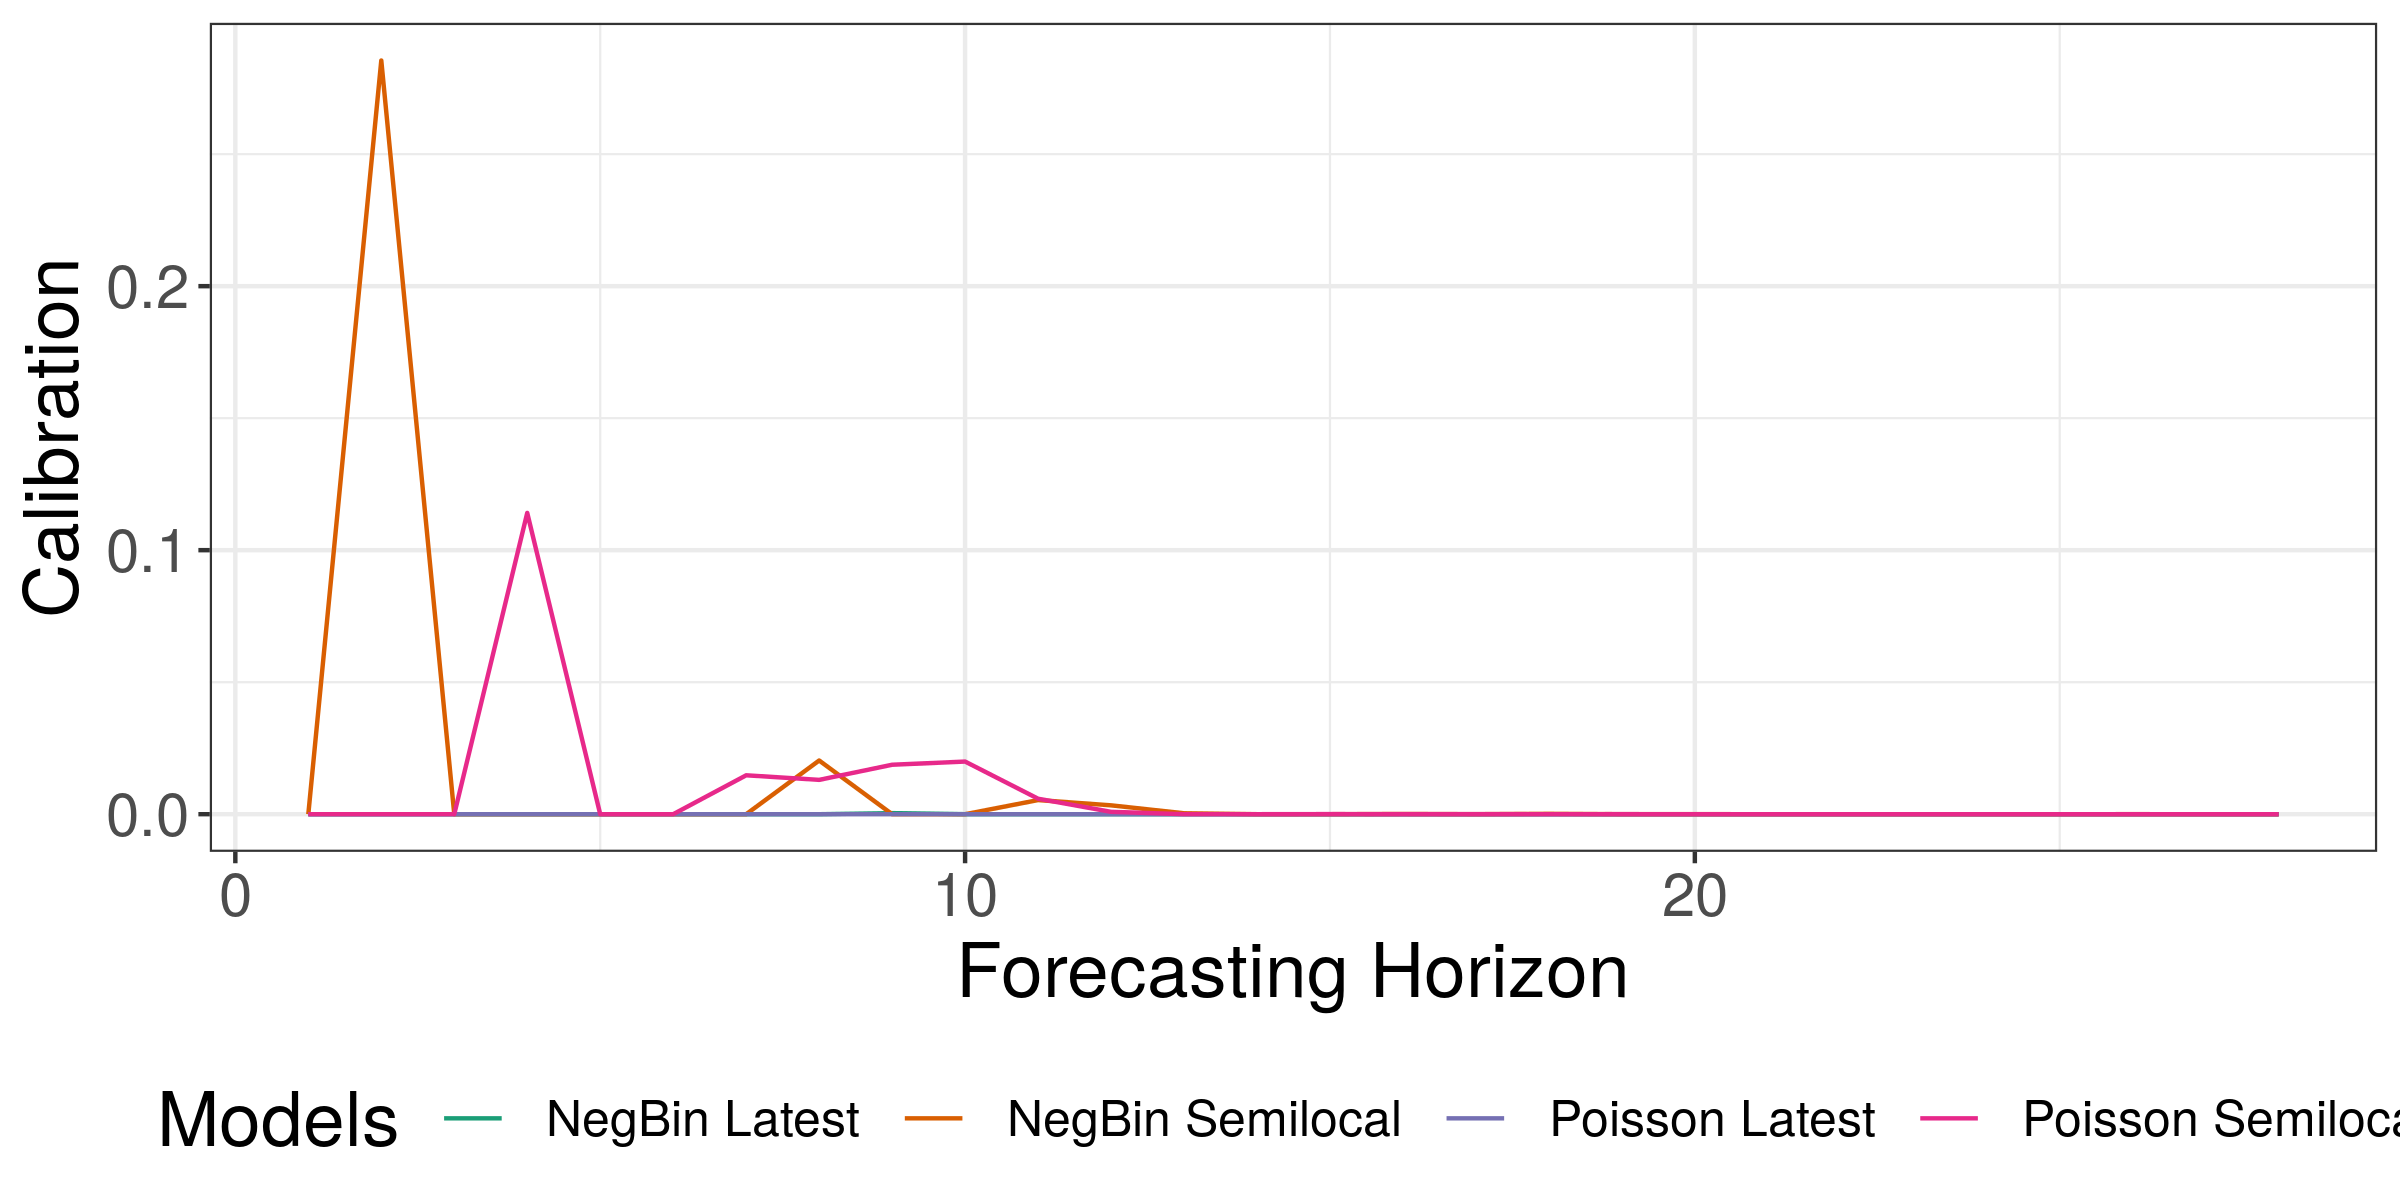 Calibration
0.2
0.1
0.0
0 10 20
Forecasting Horizon
Models NegBin Latest NegBin Semilocal Poisson Latest Poisson